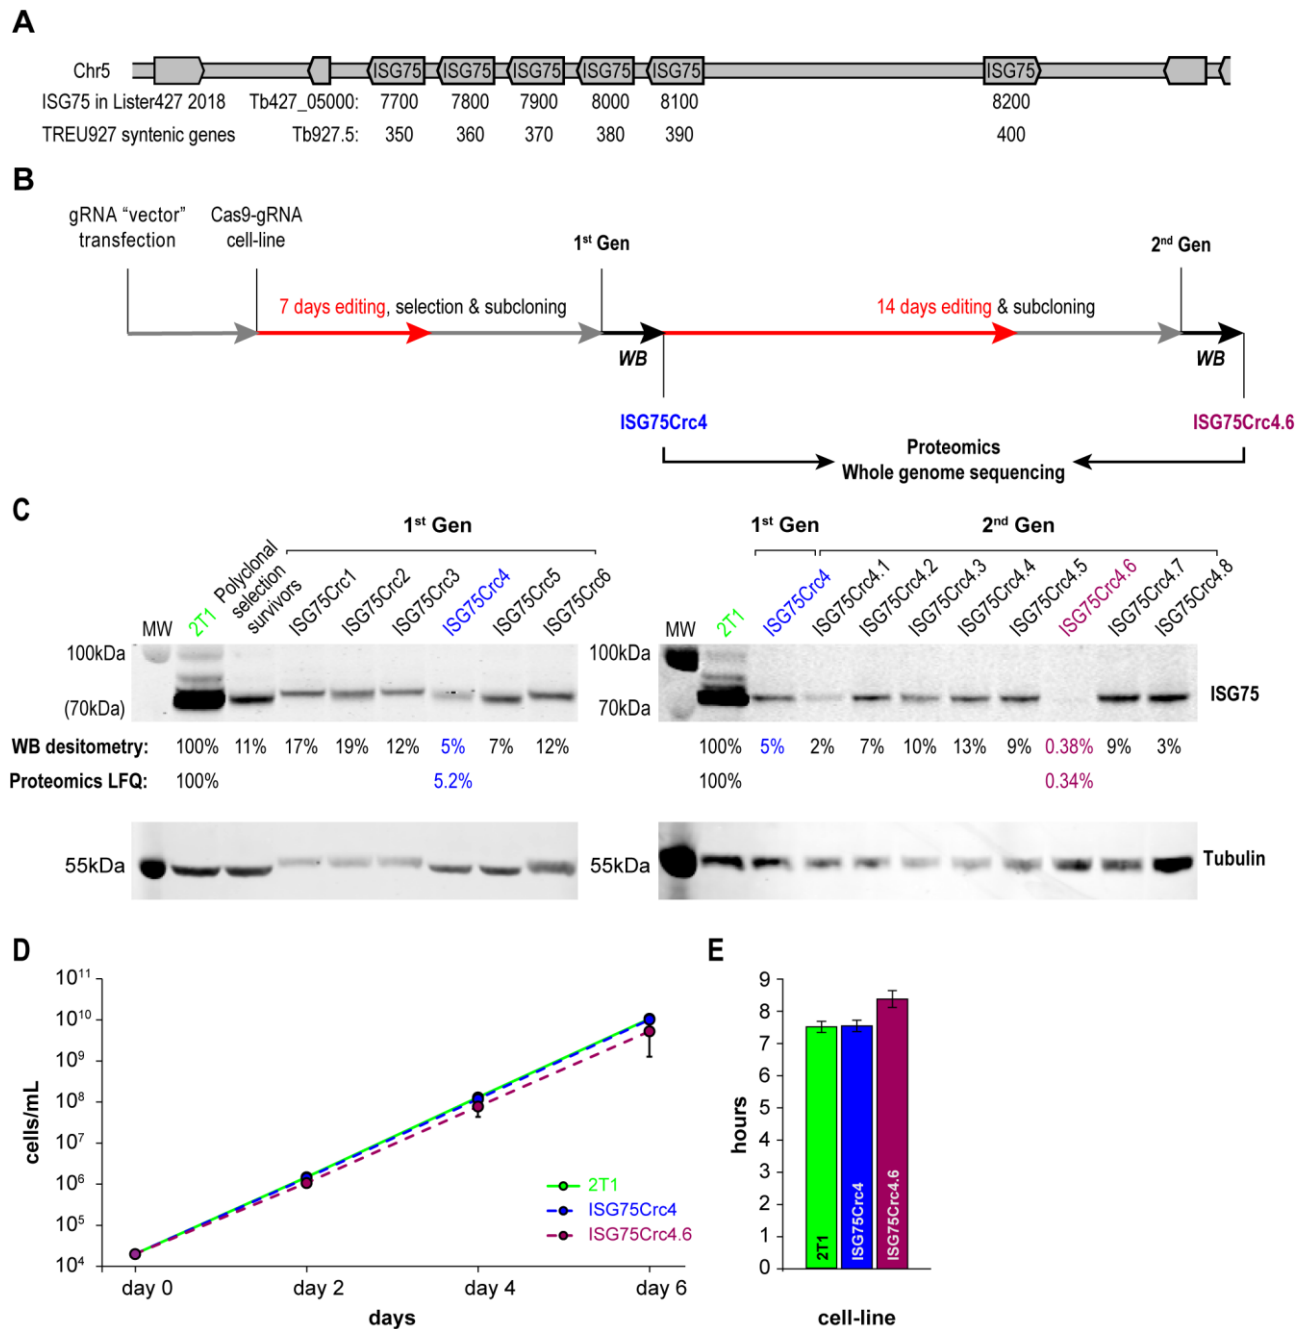 A
Chr5
ISG75 ISG75 ISG75 ISG75 ISG75 ISG75
ISG75 in Lister427 2018 Tb427_05000: 7700 7800 7900 8000 8100 8200
TREU927 syntenic genes Tb927.5: 350 360 370 380 390 400
B
gRNA “vector” transfection
Cas9-gRNA cell-line
1st Gen
2nd Gen
7 days editing, selection & subcloning
14 days editing & subcloning
WB
WB
ISG75Crc4
ISG75Crc4.6
Proteomics
Whole genome sequencing
C
1st Gen
MW 2T1 Polyclonal selection survivors ISG75Crc1 ISG75Crc2 ISG75Crc3 ISG75Crc4 ISG75Crc5 ISG75Crc6
1st Gen 2nd Gen
MW 2T1 ISG75Crc4 ISG75Crc4.1 ISG75Crc4.2 ISG75Crc4.3 ISG75Crc4.4 ISG75Crc4.5 ISG75Crc4.6 ISG75Crc4.7 ISG75Crc4.8
100kDa
(70kDa)
100kDa
70kDa
ISG75
WB desitometry: 100% 11% 17% 19% 12% 5% 7% 12% 100% 5% 2% 7% 10% 13% 9% 0.38% 9% 3%
Proteomics LFQ: 100% 5.2% 100% 0.34%
55kDa
55kDa
Tubulin
D
cells/mL
10^11
10^10
10^9
10^8
10^7
10^6
10^5
10^4
day 0 day 2 day 4 day 6
days
2T1
ISG75Crc4
ISG75Crc4.6
E
hours
9
8
7
6
5
4
3
2
1
0
2T1
ISG75Crc4
ISG75Crc4.6
cell-line